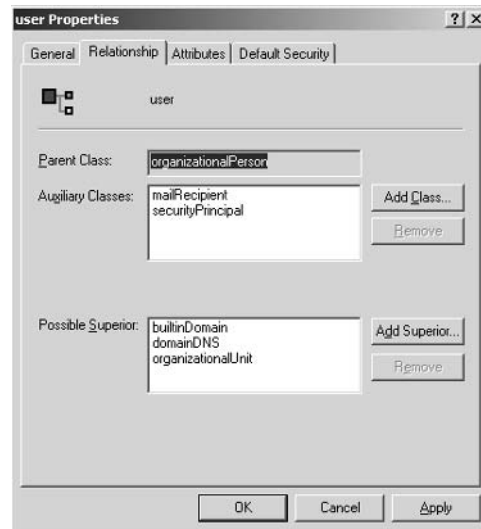 user Properties
General Relationship Attributes Default Security
user
Parent Class: organizationalPerson
Auxiliary Classes: mailRecipient Add Class...
securityPrincipal
Remove
Possible Superior: builtinDomain Add Superior...
domainDNS
organizationalUnit
Remove
OK Cancel Apply